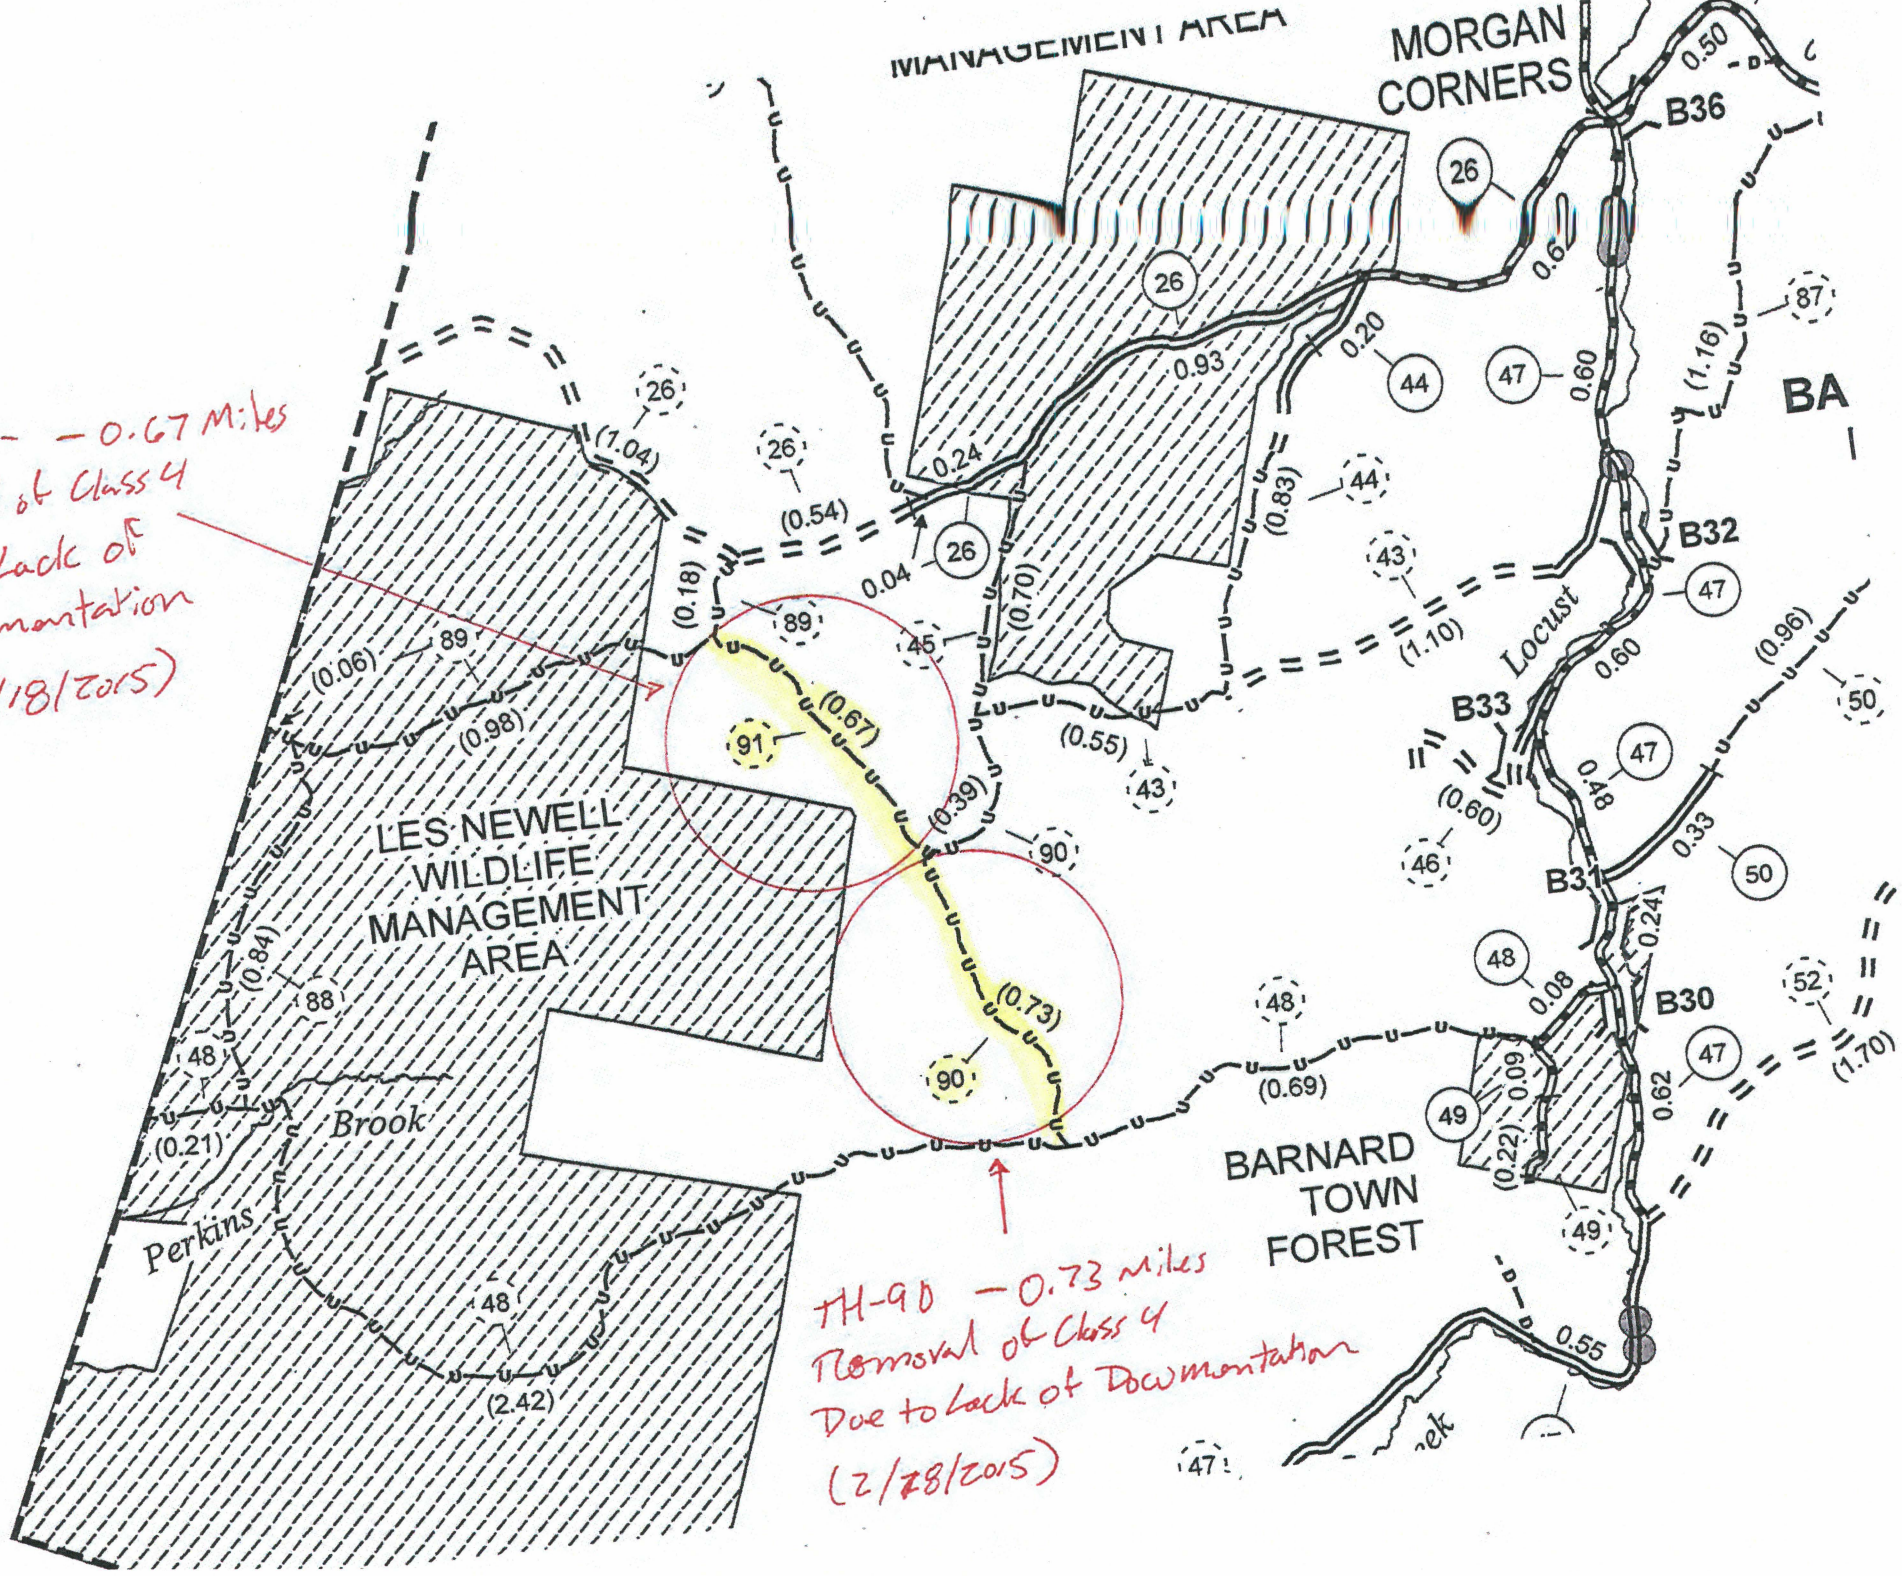 MANAGEMENT AREA
MORGAN
CORNERS
0.50
D
B36
26
0.62
26
87
0.93
0.20
44
47
0.60
(1.16)
BA
26
(1.04)
26
(0.54)
0.24
0.04
26
(0.83)
44
43
B32
47
- 0.67 Miles
of Class 4
Lack of
mentation
/18/2015)
(0.18)
89
45
(0.70)
(1.10)
Locust
0.60
(0.96)
50
(0.06)
89
(0.98)
(0.67)
91
(0.55)
43
B33
47
0.48
(0.60)
46
0.33
50
(0.39)
90
B31
LES NEWELL
WILDLIFE
MANAGEMENT
AREA
(0.84)
88
48
(0.21)
Brook
Perkins
(0.73)
90
48
(0.69)
48
0.08
(0.24)
B30
47
52
(1.70)
0.09
49
(0.22)
0.62
49
BARNARD
TOWN
FOREST
48
(2.42)
TH-90 - 0.73 Miles
Removal of Class 4
Due to Lack of Documentation
(2/28/2015)
D
D
0.55
47
ek